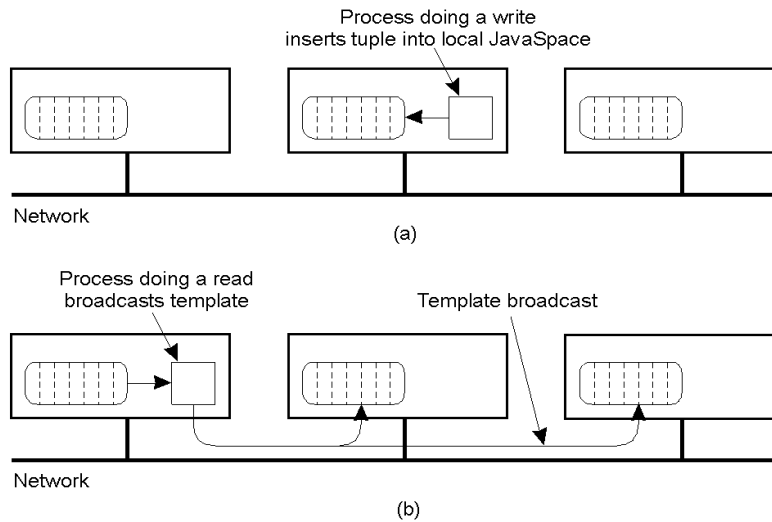 Process doing a write
inserts tuple into local JavaSpace
Network
(a)
Process doing a read
broadcasts template
Template broadcast
Network
(b)